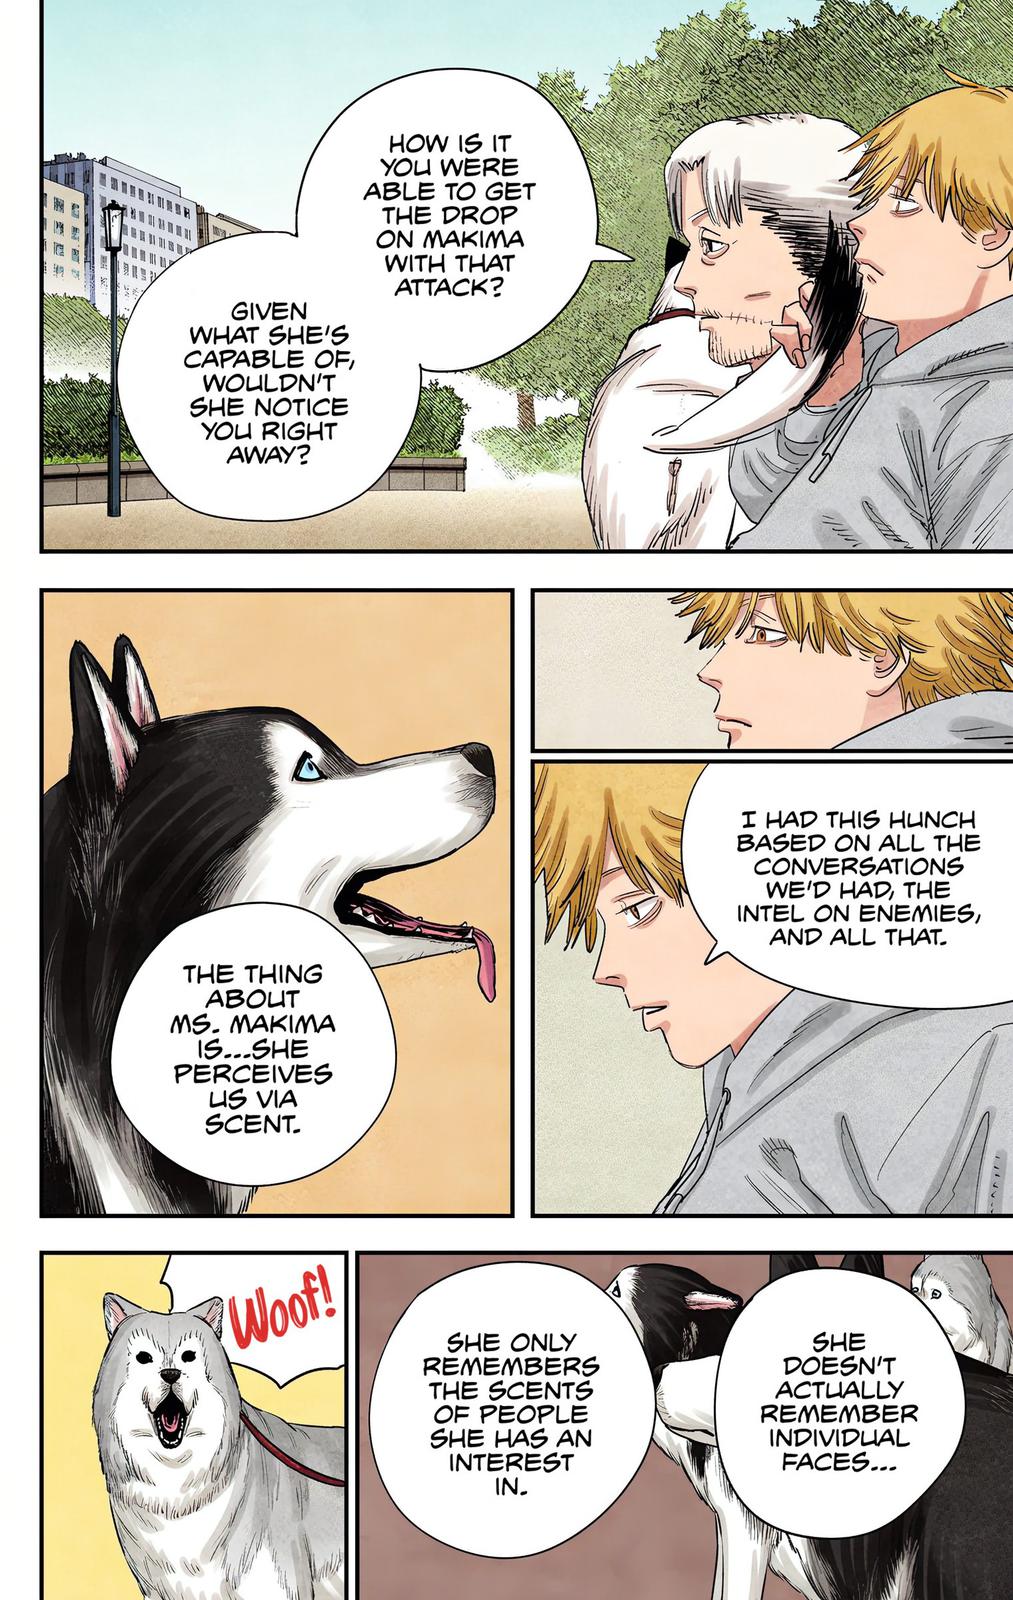 HOW IS IT
YOU WERE
ABLE TO GET
THE DROP
ON MAKIMA
WITH THAT
ATTACK?
GIVEN
WHAT SHE'S
CAPABLE OF,
WOULDN'T
SHE NOTICE
YOU RIGHT
AWAY?
I HAD THIS HUNCH
BASED ON ALL THE
CONVERSATIONS
WE'D HAD, THE
INTEL ON ENEMIES,
AND ALL THAT.
THE THING
ABOUT
MS. MAKIMA
IS...SHE
PERCEIVES
US VIA
SCENT.
SHE
DOESN'T
ACTUALLY
REMEMBER
INDIVIDUAL
FACES...
SHE ONLY
REMEMBERS
THE SCENTS
OF PEOPLE
SHE HAS AN
INTEREST
IN.
Woof!